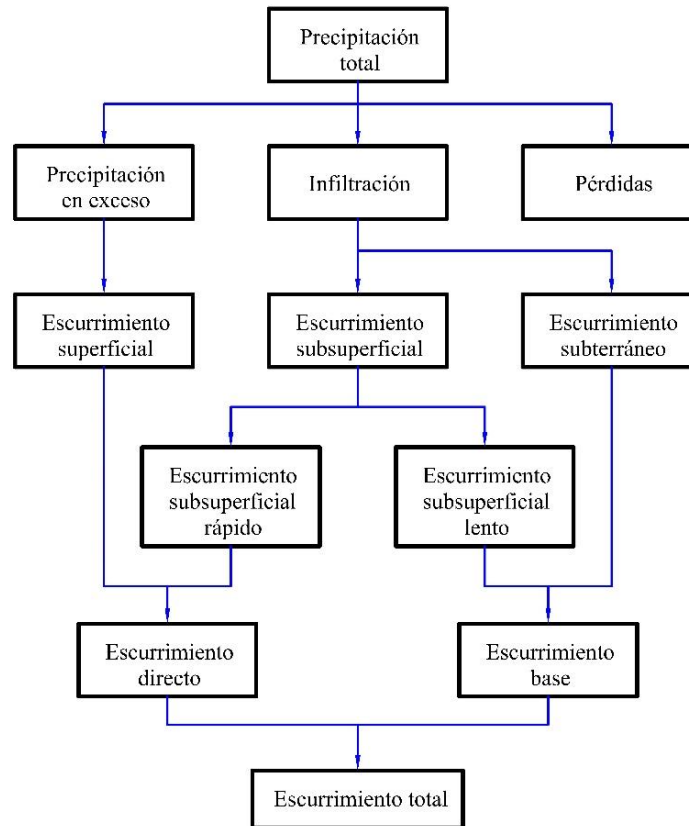 Precipitación
total
Precipitación
en exceso
Infiltración
Pérdidas
Escurrimiento
superficial
Escurrimiento
subsuperficial
Escurrimiento
subterráneo
Escurrimiento
subsuperficial
rápido
Escurrimiento
subsuperficial
lento
Escurrimiento
directo
Escurrimiento
base
Escurrimiento total